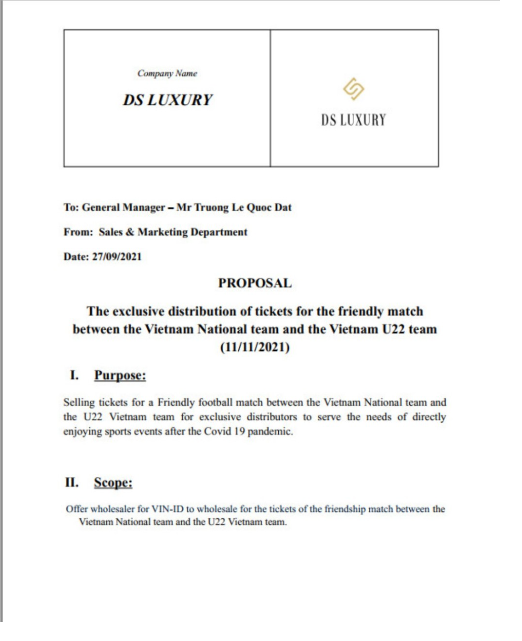 Company Name
DS LUXURY
DS LUXURY
To: General Manager – Mr Truong Le Quoc Dat
From: Sales & Marketing Department
Date: 27/09/2021
PROPOSAL
The exclusive distribution of tickets for the friendly match
between the Vietnam National team and the Vietnam U22 team
(11/11/2021)
I. Purpose:
Selling tickets for a Friendly football match between the Vietnam National team and
the U22 Vietnam team for exclusive distributors to serve the needs of directly
enjoying sports events after the Covid 19 pandemic.
II. Scope:
Offer wholesaler for VIN-ID to wholesale for the tickets of the friendship match between the
Vietnam National team and the U22 Vietnam team.